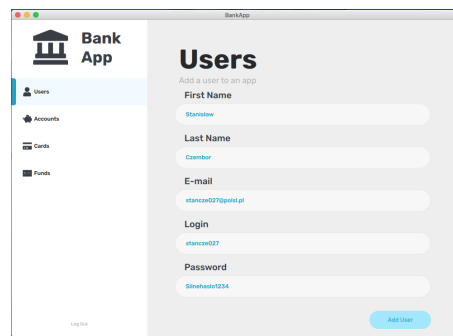 BankApp
Bank
App
Users
Accounts
Cards
Funds
Log Out
Users
Add a user to an app
First Name
Stanislaw
Last Name
Czembor
E-mail
stancze027@polsl.pl
Login
stancze027
Password
Silnehaslo1234
Add User